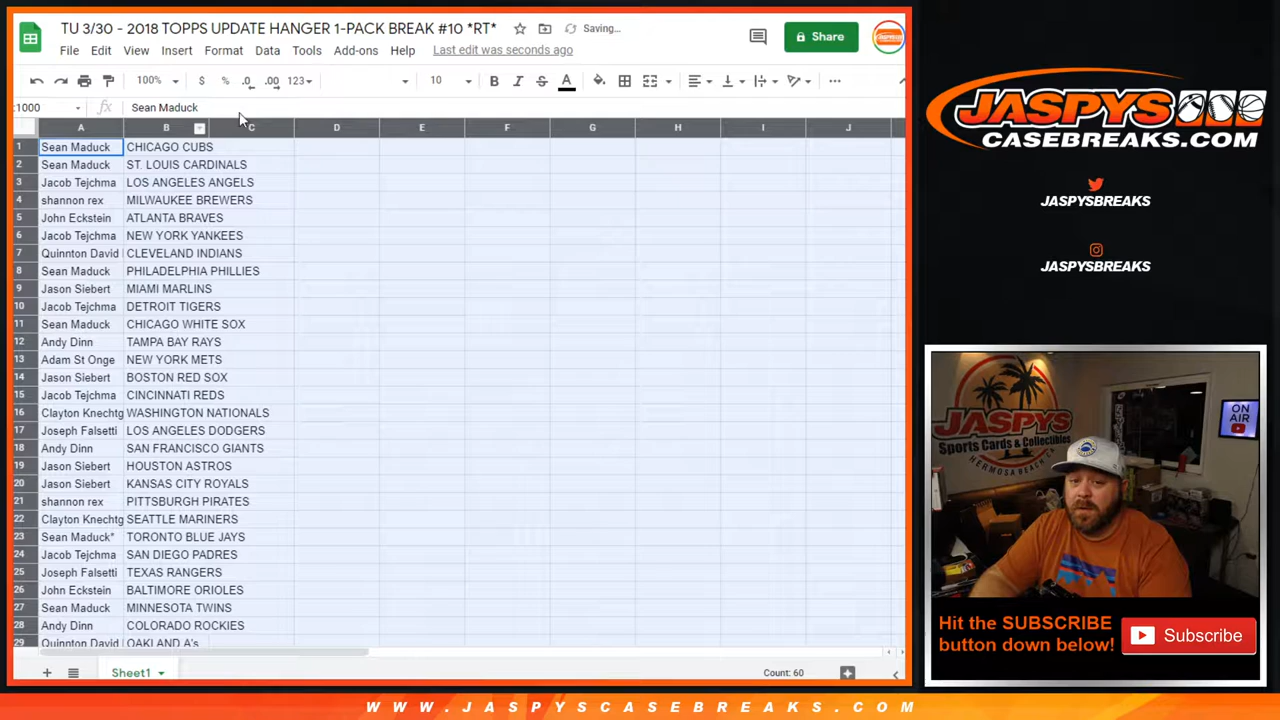 TU 3/30 - 2018 TOPPS UPDATE HANGER 1-PACK BREAK #10 *RT* Saving...
File Edit View Insert Format Data Tools Add-ons Help Last edit was seconds ago
Share
100% $ % .0 .00 123 10 B I S A
:1000 fx Sean Maduck
A B C D E F G H I J
1 Sean Maduck CHICAGO CUBS
2 Sean Maduck ST. LOUIS CARDINALS
3 Jacob Tejchma LOS ANGELES ANGELS
4 shannon rex MILWAUKEE BREWERS
5 John Eckstein ATLANTA BRAVES
6 Jacob Tejchma NEW YORK YANKEES
7 Quinnton David CLEVELAND INDIANS
8 Sean Maduck PHILADELPHIA PHILLIES
9 Jason Siebert MIAMI MARLINS
10 Jacob Tejchma DETROIT TIGERS
11 Sean Maduck CHICAGO WHITE SOX
12 Andy Dinn TAMPA BAY RAYS
13 Adam St Onge NEW YORK METS
14 Jason Siebert BOSTON RED SOX
15 Jacob Tejchma CINCINNATI REDS
16 Clayton Knechtg WASHINGTON NATIONALS
17 Joseph Falsetti LOS ANGELES DODGERS
18 Andy Dinn SAN FRANCISCO GIANTS
19 Jason Siebert HOUSTON ASTROS
20 Jason Siebert KANSAS CITY ROYALS
21 shannon rex PITTSBURGH PIRATES
22 Clayton Knechtg SEATTLE MARINERS
23 Sean Maduck* TORONTO BLUE JAYS
24 Jacob Tejchma SAN DIEGO PADRES
25 Joseph Falsetti TEXAS RANGERS
26 John Eckstein BALTIMORE ORIOLES
27 Sean Maduck MINNESOTA TWINS
28 Andy Dinn COLORADO ROCKIES
29 Quinnton David OAKLAND A's
Sheet1 Count: 60
JASPYS
CASEBREAKS.COM
JASPYSBREAKS
JASPYSBREAKS
JASPYS
Sports Cards & Collectibles
HERMOSA BEACH, CA
ON
AIR
Hit the SUBSCRIBE
button down below!
Subscribe
WWW.JASPYSCASEBREAKS.COM